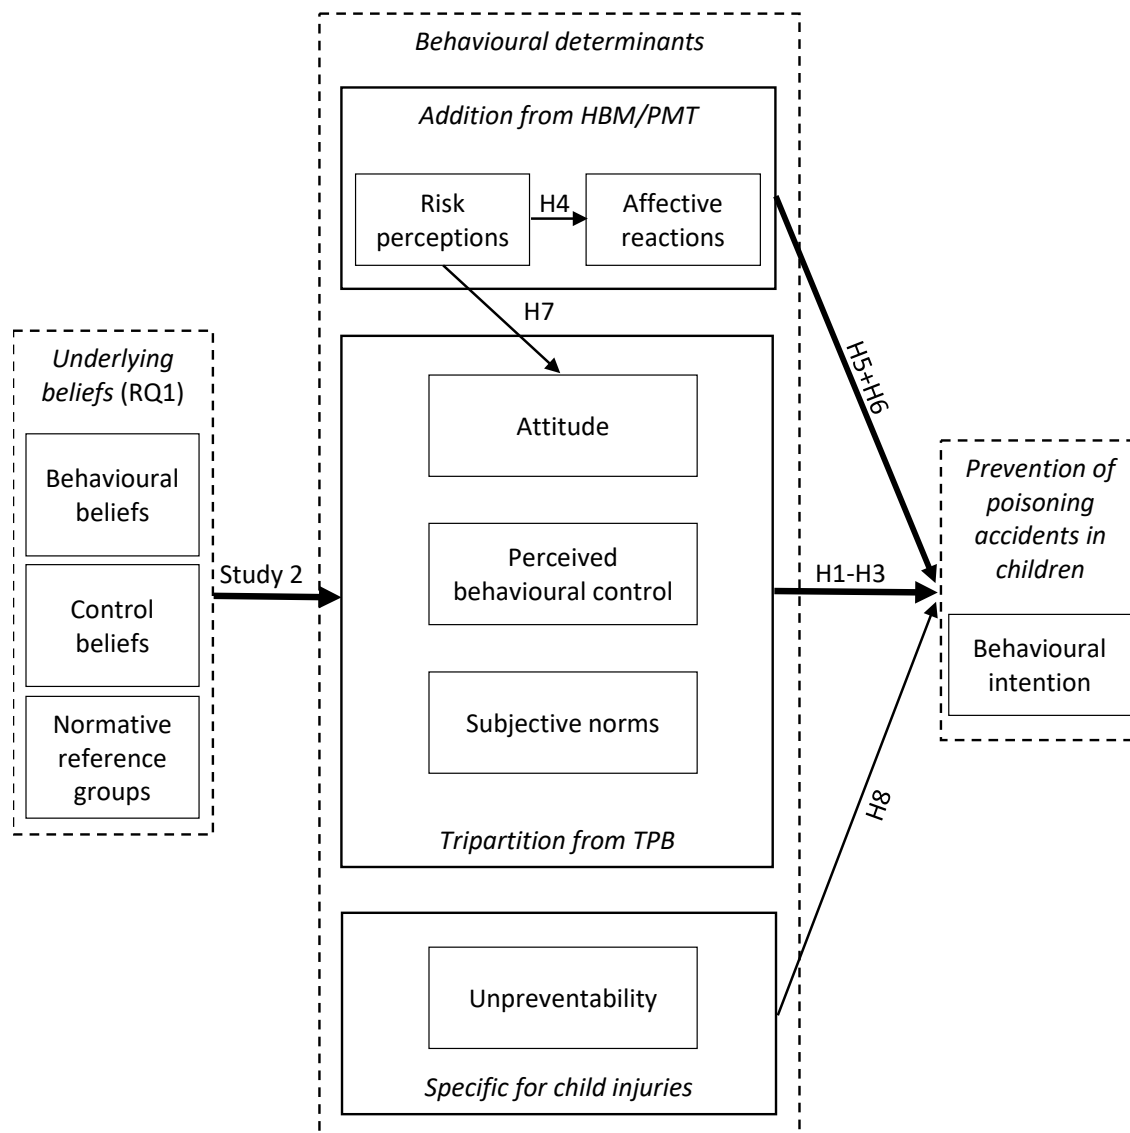 Behavioural determinants
Addition from HBM/PMT
Risk
perceptions
H4
Affective
reactions
H7
Underlying
beliefs (RQ1)
Behavioural
beliefs
Control
beliefs
Normative
reference
groups
Study 2
Attitude
Perceived
behavioural control
Subjective norms
Tripartition from TPB
Unpreventability
Specific for child injuries
H5+H6
H1-H3
H8
Prevention of
poisoning
accidents in
children
Behavioural
intention